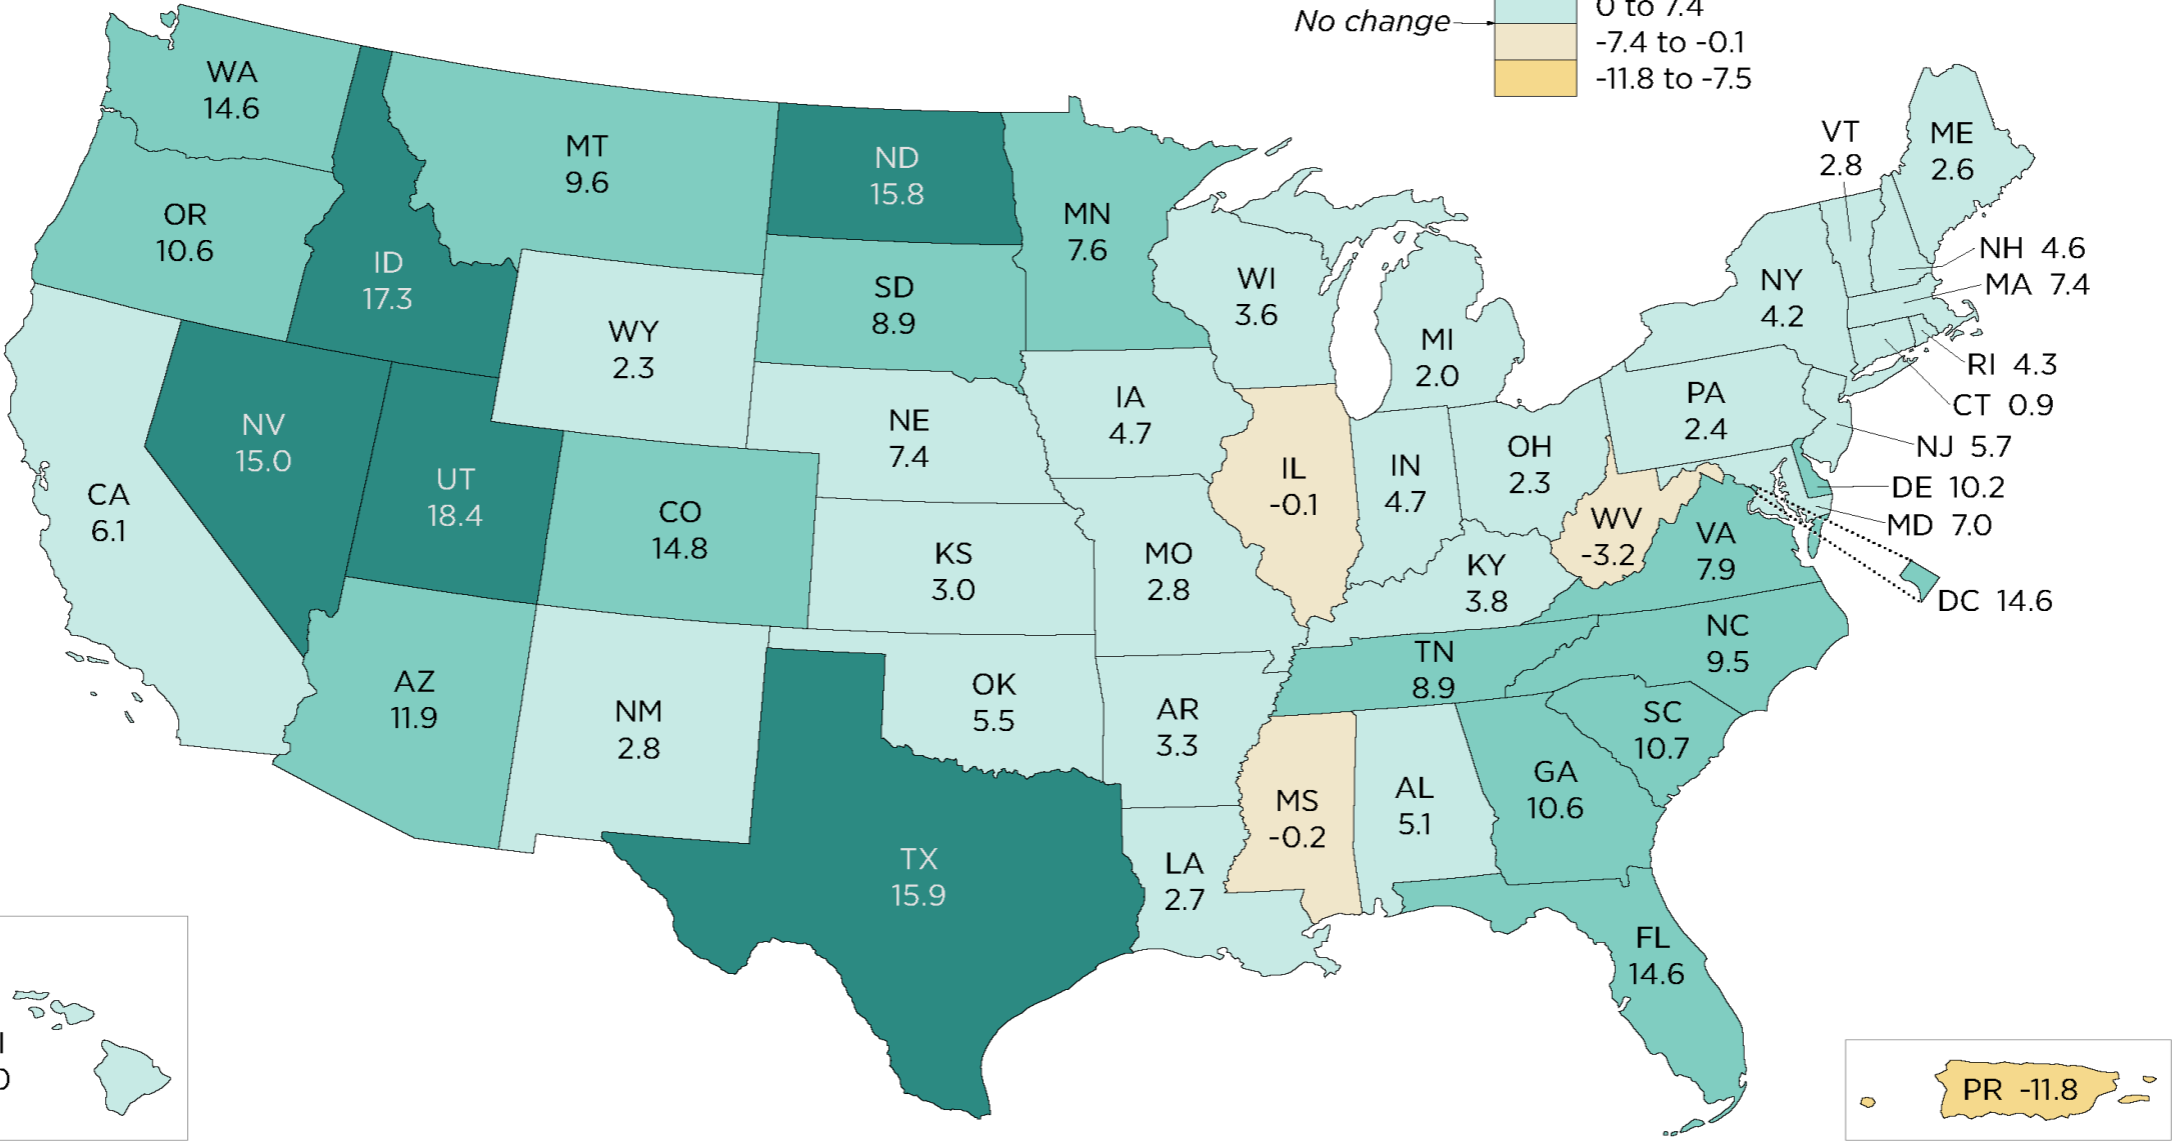 0 to 7.4
No change
-7.4 to -0.1
-11.8 to -7.5
WA
14.6
MT
9.6
ND
15.8
MN
7.6
VT
2.8
ME
2.6
OR
10.6
ID
17.3
SD
8.9
WI
3.6
NY
4.2
NH 4.6
MA 7.4
WY
2.3
MI
2.0
RI 4.3
CT 0.9
NV
15.0
NE
7.4
IA
4.7
PA
2.4
NJ 5.7
CA
6.1
UT
18.4
CO
14.8
IL
-0.1
IN
4.7
OH
2.3
DE 10.2
MD 7.0
KS
3.0
MO
2.8
KY
3.8
WV
-3.2
VA
7.9
DC 14.6
AZ
11.9
NM
2.8
OK
5.5
AR
3.3
TN
8.9
NC
9.5
SC
10.7
TX
15.9
LA
2.7
MS
-0.2
AL
5.1
GA
10.6
FL
14.6
PR -11.8